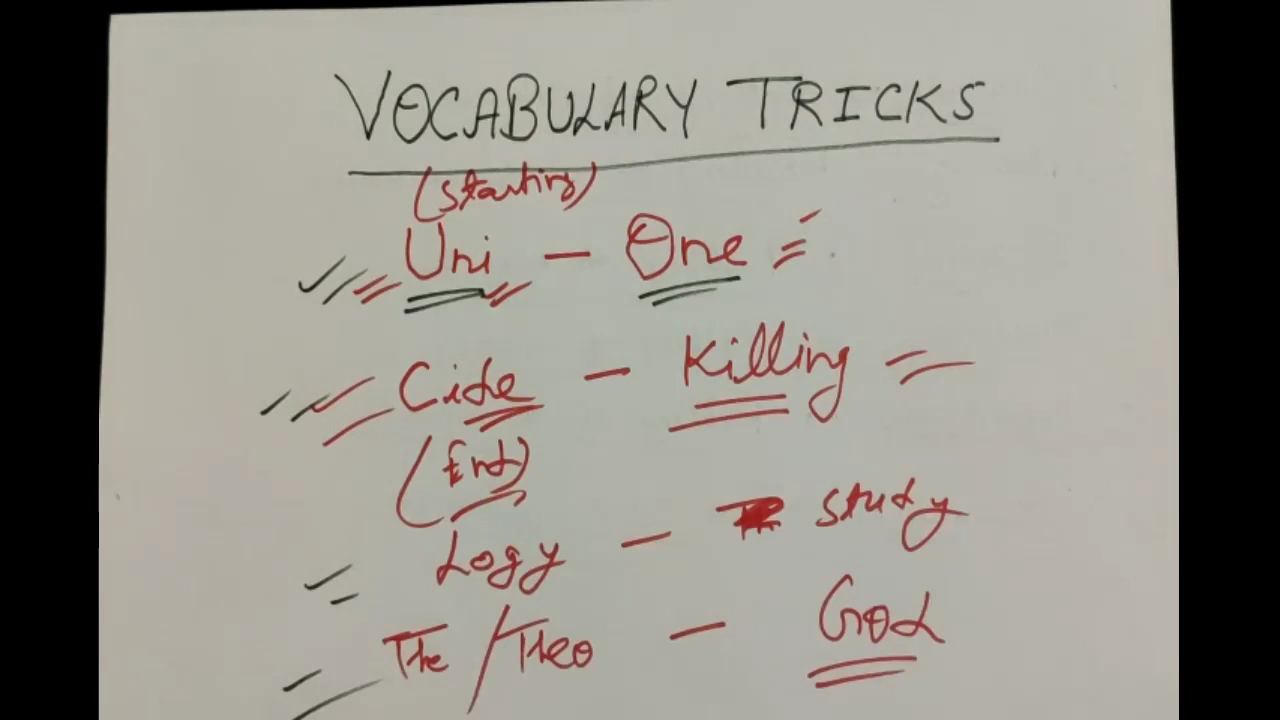 VOCABULARY TRICKS
(Starting)
Uni - One =
Cide - Killing =
(End)
Logy - Study
The/Theo - God